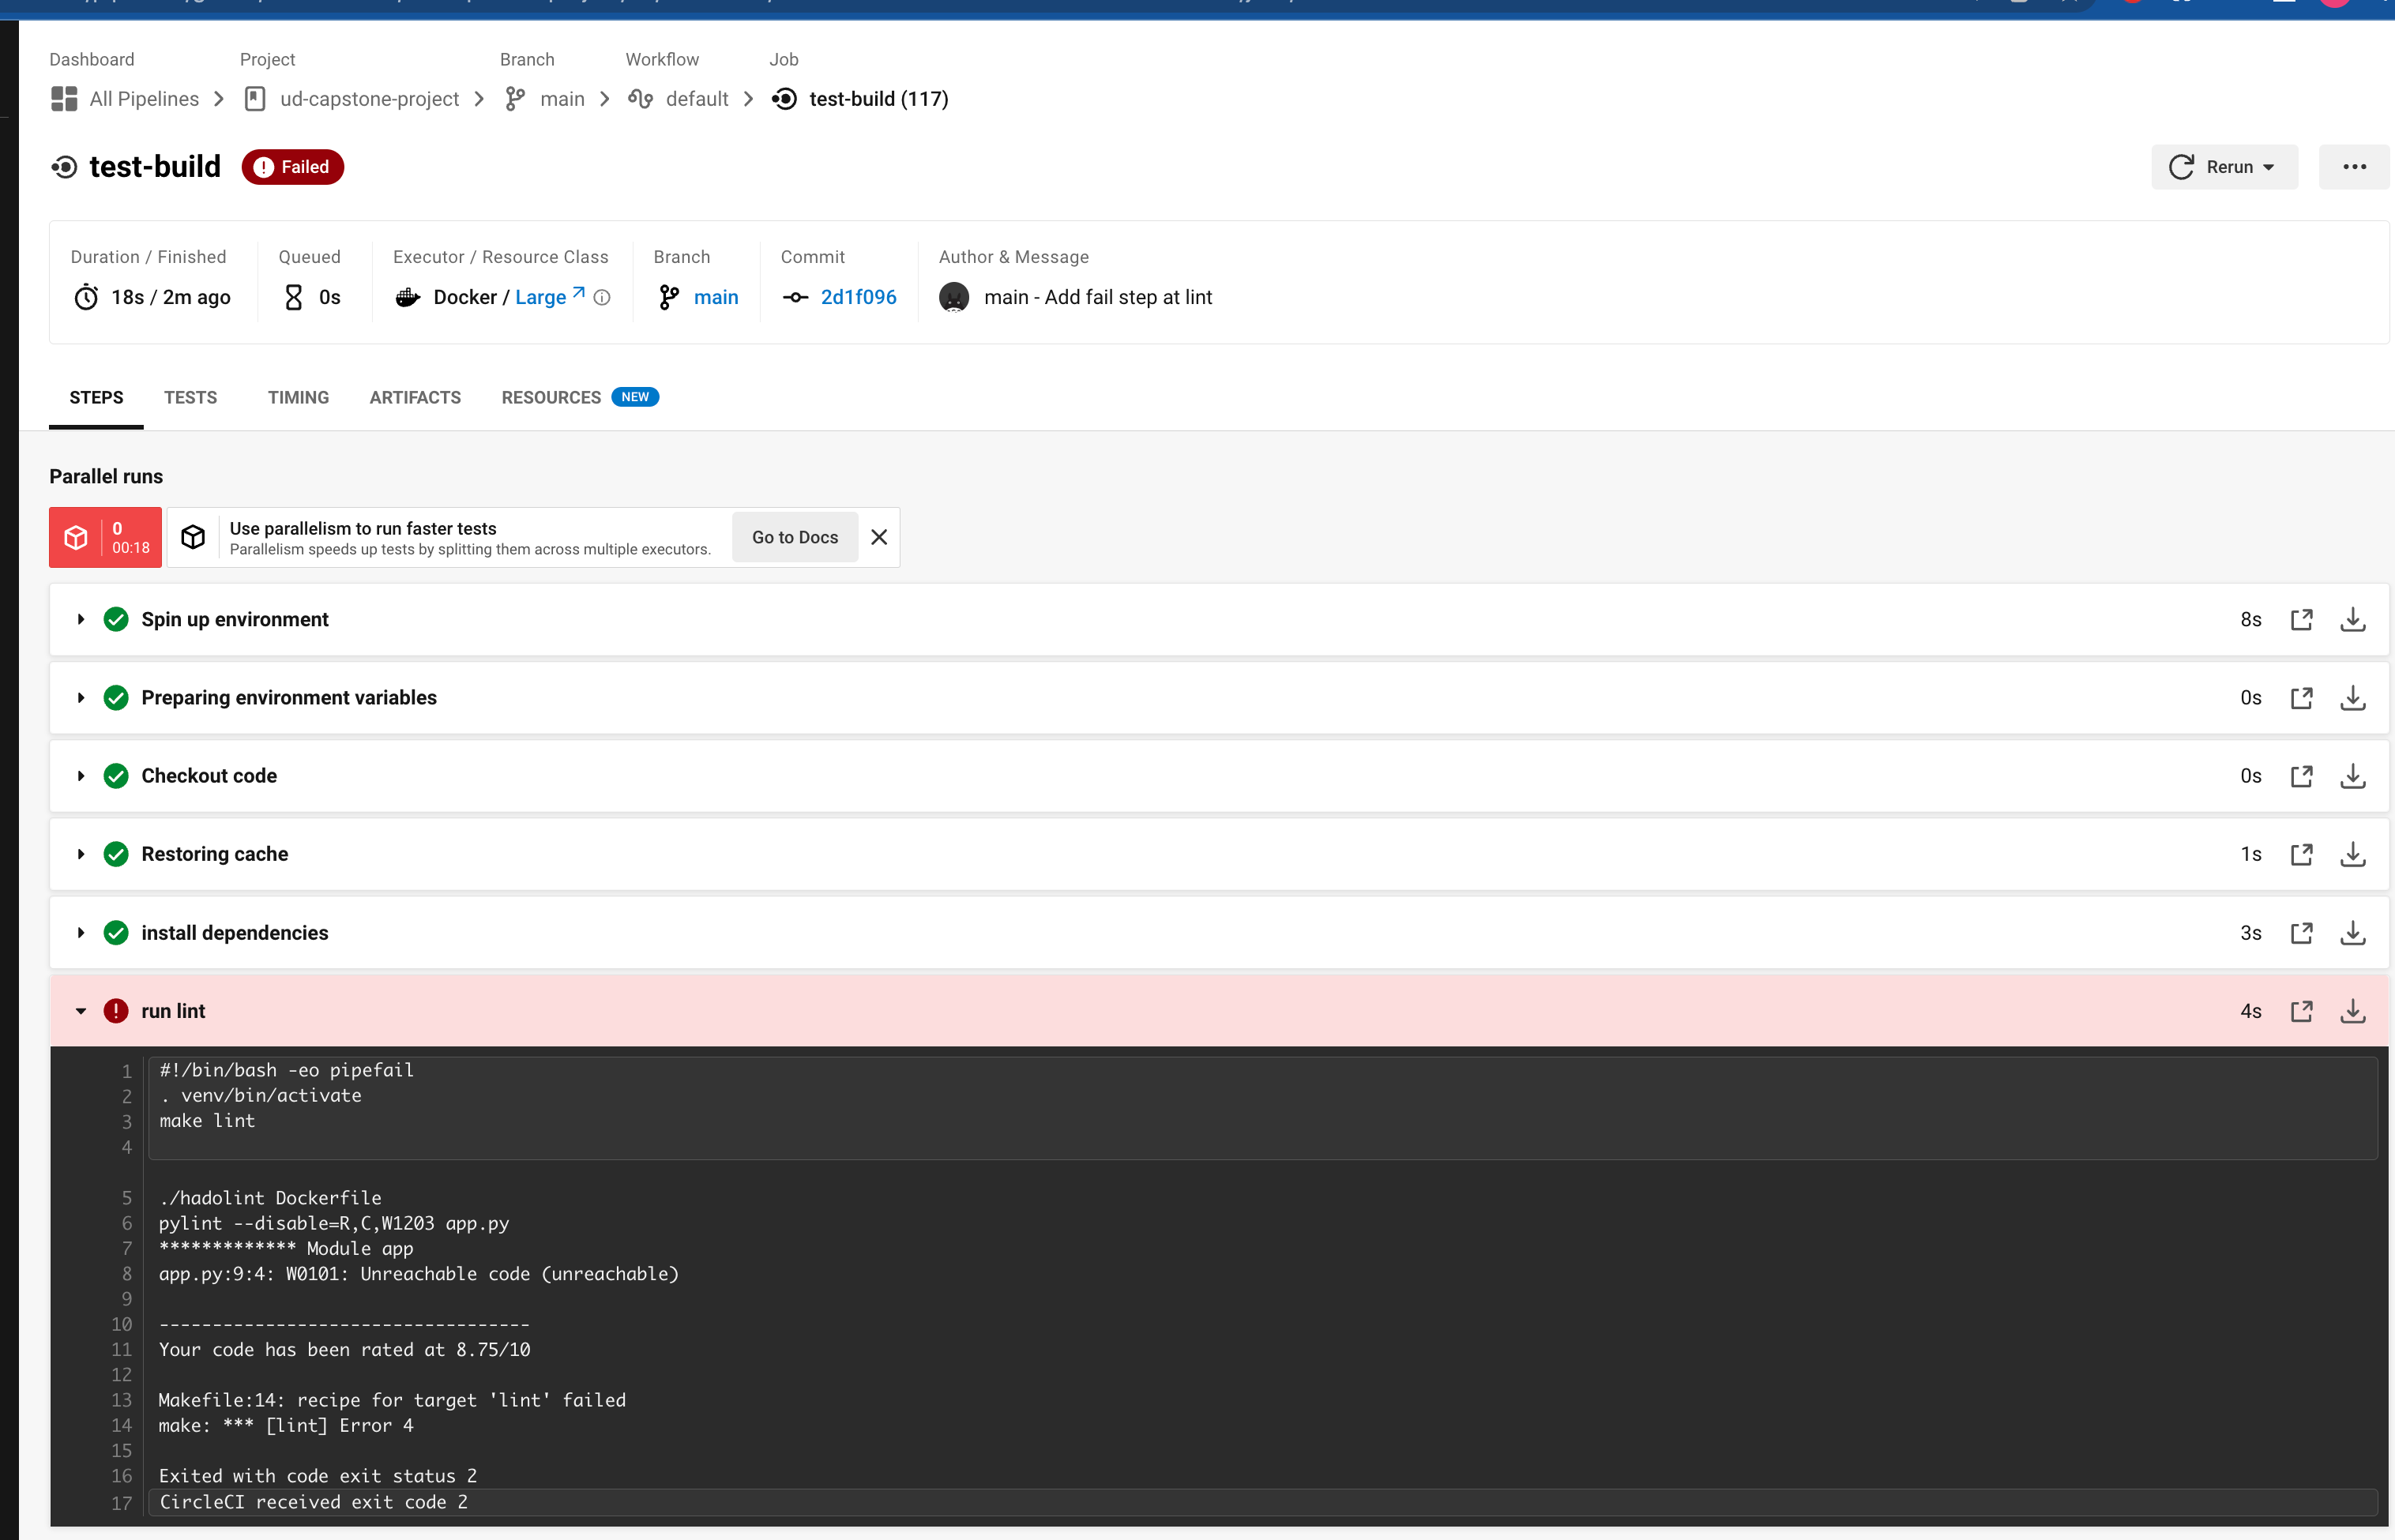 Dashboard Project Branch Workflow Job
All Pipelines ud-capstone-project main default test-build (117)
test-build Failed Rerun
Duration / Finished Queued Executor / Resource Class Branch Commit Author & Message
18s / 2m ago 0s Docker / Large main 2d1f096 main - Add fail step at lint
STEPS TESTS TIMING ARTIFACTS RESOURCES NEW
Parallel runs
0
00:18
Use parallelism to run faster tests
Parallelism speeds up tests by splitting them across multiple executors.
Go to Docs
Spin up environment 8s
Preparing environment variables 0s
Checkout code 0s
Restoring cache 1s
install dependencies 3s
run lint 4s
1 #!/bin/bash -eo pipefail
2 . venv/bin/activate
3 make lint
4
5 ./hadolint Dockerfile
6 pylint --disable=R,C,W1203 app.py
7 ************* Module app
8 app.py:9:4: W0101: Unreachable code (unreachable)
9
10 -----------------------------------
11 Your code has been rated at 8.75/10
12
13 Makefile:14: recipe for target 'lint' failed
14 make: *** [lint] Error 4
15
16 Exited with code exit status 2
17 CircleCI received exit code 2